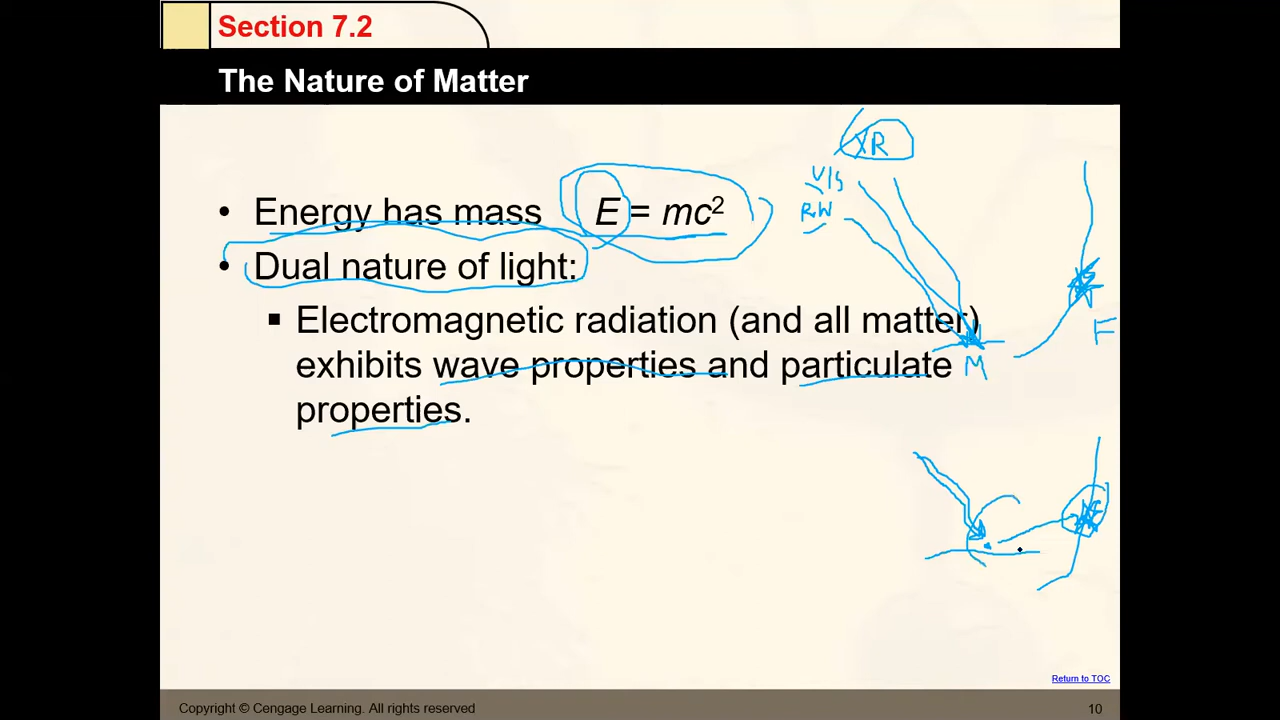 Section 7.2
The Nature of Matter
XR
VIS
RW
• Energy has mass E = mc²
• Dual nature of light:
▪ Electromagnetic radiation (and all matter)
exhibits wave properties and particulate
properties.
F
M
Return to TOC
Copyright © Cengage Learning. All rights reserved
10